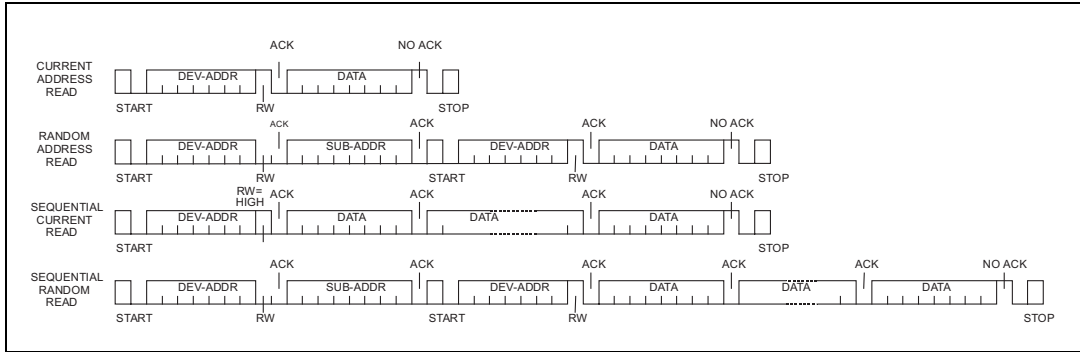 ACK NO ACK
CURRENT
ADDRESS
READ
DEV-ADDR DATA
START RW STOP
ACK ACK ACK NO ACK
RANDOM
ADDRESS
READ
DEV-ADDR SUB-ADDR DEV-ADDR DATA
START RW START RW STOP
RW=
HIGH
ACK ACK ACK NO ACK
SEQUENTIAL
CURRENT
READ
DEV-ADDR DATA DATA DATA
START STOP
ACK ACK ACK ACK ACK NO ACK
SEQUENTIAL
RANDOM
READ
DEV-ADDR SUB-ADDR DEV-ADDR DATA DATA DATA
START RW START RW STOP